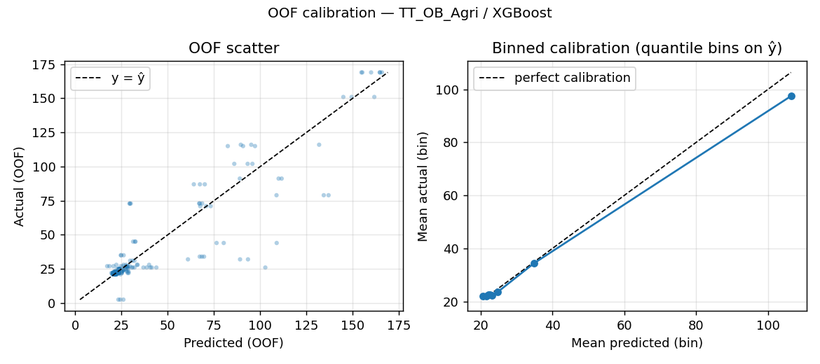 OOF calibration — TT_OB_Agri / XGBoost
OOF scatter
y = ŷ
175
150
125
100
75
50
25
0
0 25 50 75 100 125 150 175
Actual (OOF)
Predicted (OOF)
Binned calibration (quantile bins on ŷ)
perfect calibration
100
80
60
40
20
20 40 60 80 100
Mean actual (bin)
Mean predicted (bin)